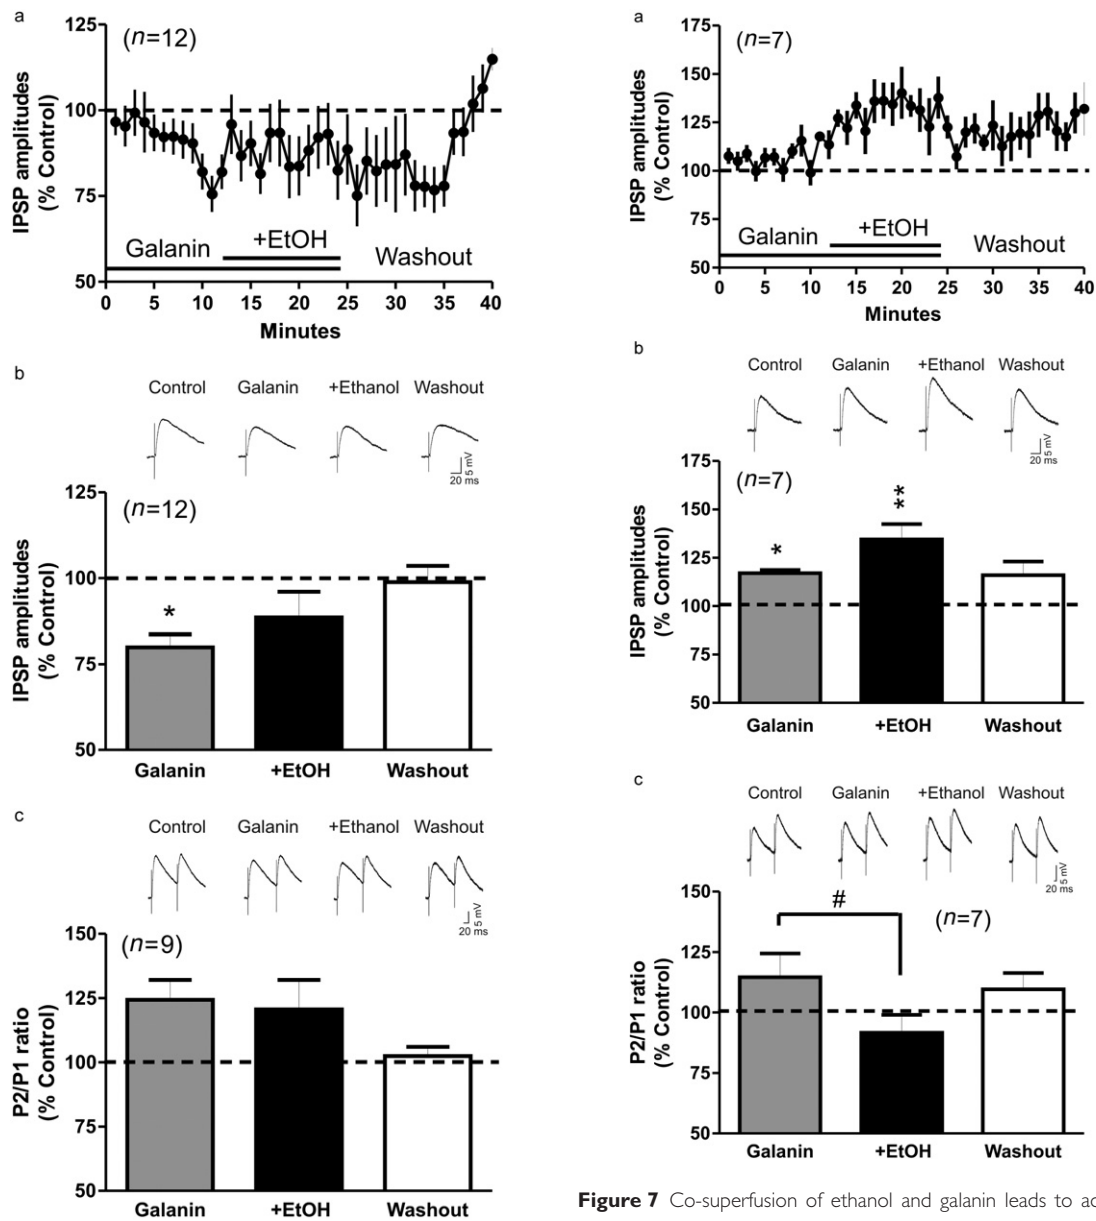 a
125
100
75
50
IPSP amplitudes
(% Control)
(n=12)
Galanin
+EtOH
Washout
0 5 10 15 20 25 30 35 40
Minutes
b
Control Galanin +Ethanol Washout
5 mV
20 ms
125
100
75
50
IPSP amplitudes
(% Control)
(n=12)
*
Galanin +EtOH Washout
c
Control Galanin +Ethanol Washout
5 mV
20 ms
150
125
100
75
50
P2/P1 ratio
(% Control)
(n=9)
Galanin +EtOH Washout
a
175
150
125
100
75
50
IPSP amplitudes
(% Control)
(n=7)
Galanin
+EtOH
Washout
0 5 10 15 20 25 30 35 40
Minutes
b
Control Galanin +Ethanol Washout
5 mV
20 ms
175
150
125
100
75
50
IPSP amplitudes
(% Control)
(n=7)
*
**
Galanin +EtOH Washout
c
Control Galanin +Ethanol Washout
5 mV
20 ms
150
125
100
75
50
P2/P1 ratio
(% Control)
#
(n=7)
Galanin +EtOH Washout
Figure 7 Co-superfusion of ethanol and galanin leads to